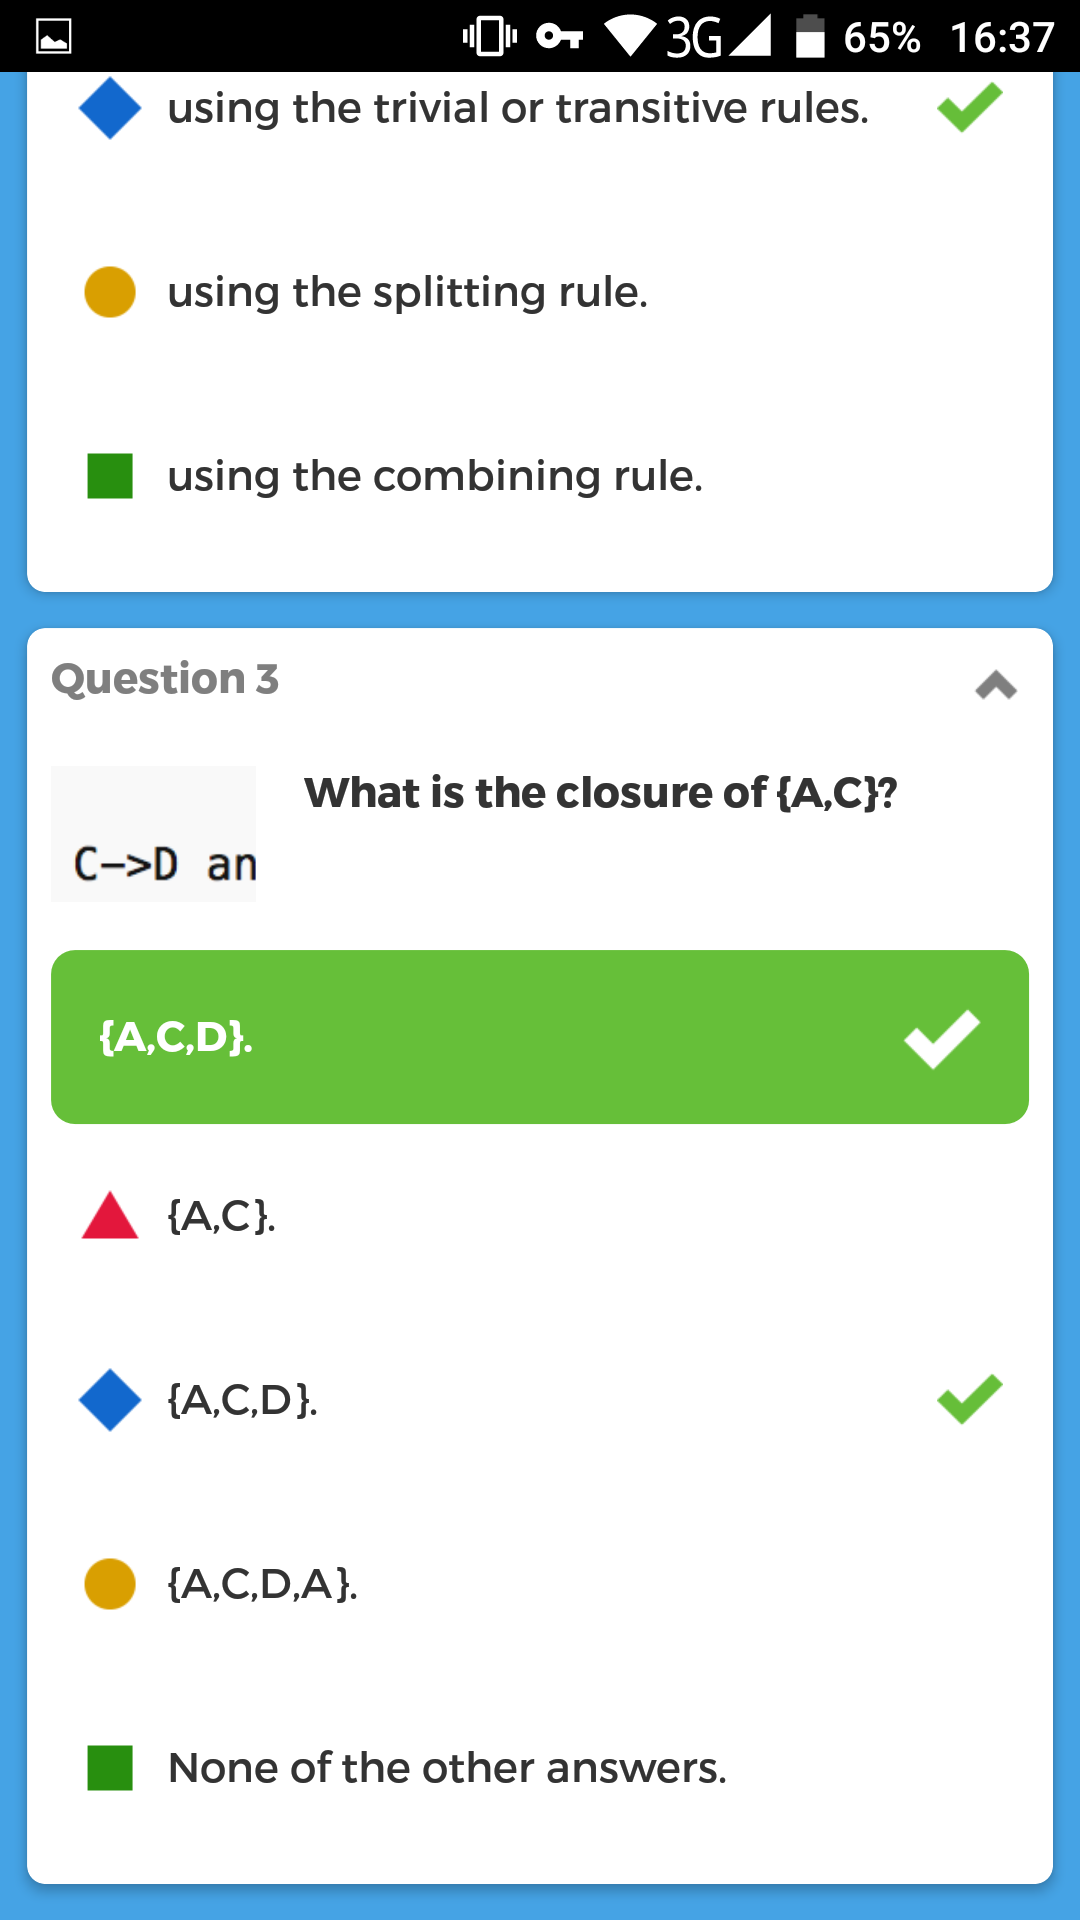 3G 65% 16:37
using the trivial or transitive rules.
using the splitting rule.
using the combining rule.
Question 3
What is the closure of {A,C}?
C->D an
{A,C,D}.
{A,C}.
{A,C,D}.
{A,C,D,A}.
None of the other answers.